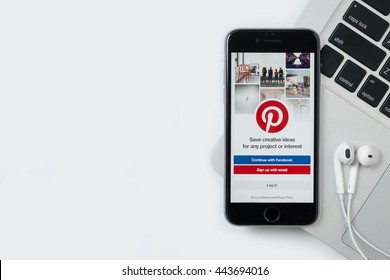 Save creative ideas
for any project or interest
Continue with Facebook
Sign up with email
Log in
caps lock
shift
control
option
shutterstock.com · 443694016